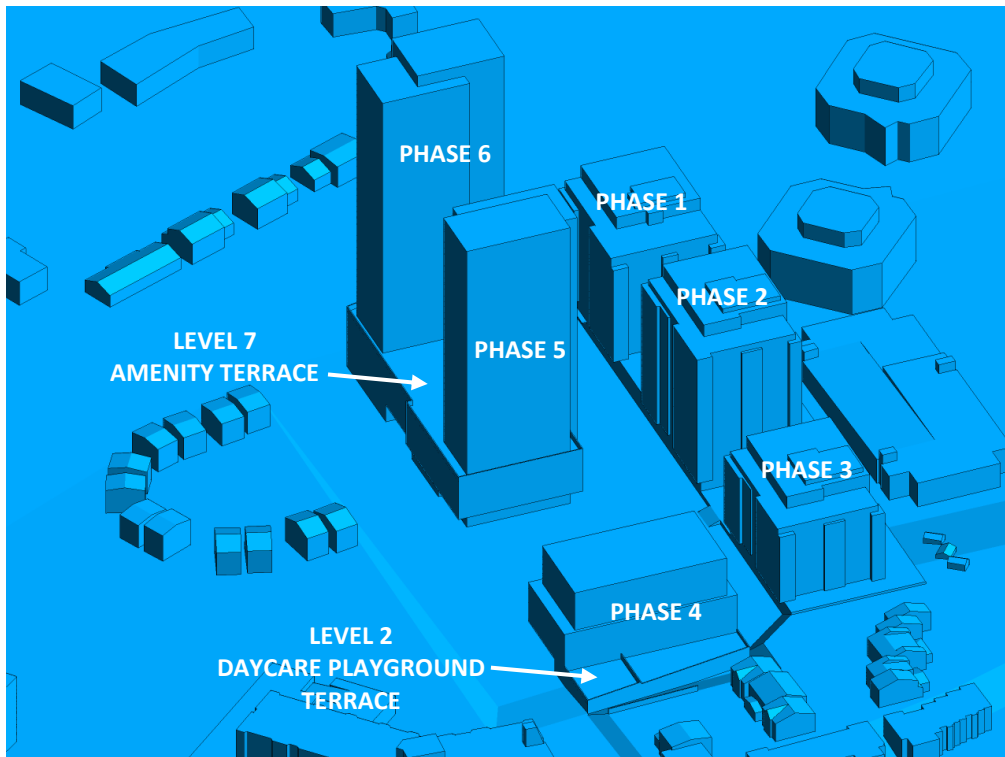 PHASE 6
PHASE 1
PHASE 2
LEVEL 7
AMENITY TERRACE
PHASE 5
PHASE 3
PHASE 4
LEVEL 2
DAYCARE PLAYGROUND
TERRACE